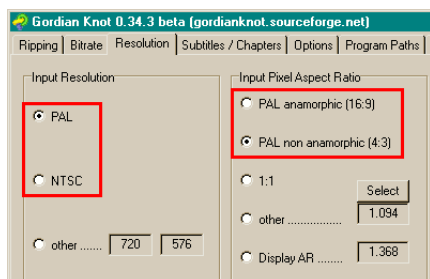 Gordian Knot 0.34.3 beta (gordianknot.sourceforge.net)
Ripping Bitrate Resolution Subtitles / Chapters Options Program Paths
Input Resolution
PAL
NTSC
other ....... 720 576
Input Pixel Aspect Ratio
PAL anamorphic (16:9)
PAL non anamorphic (4:3)
1:1
Select
other ................. 1.094
Display AR ........ 1.368